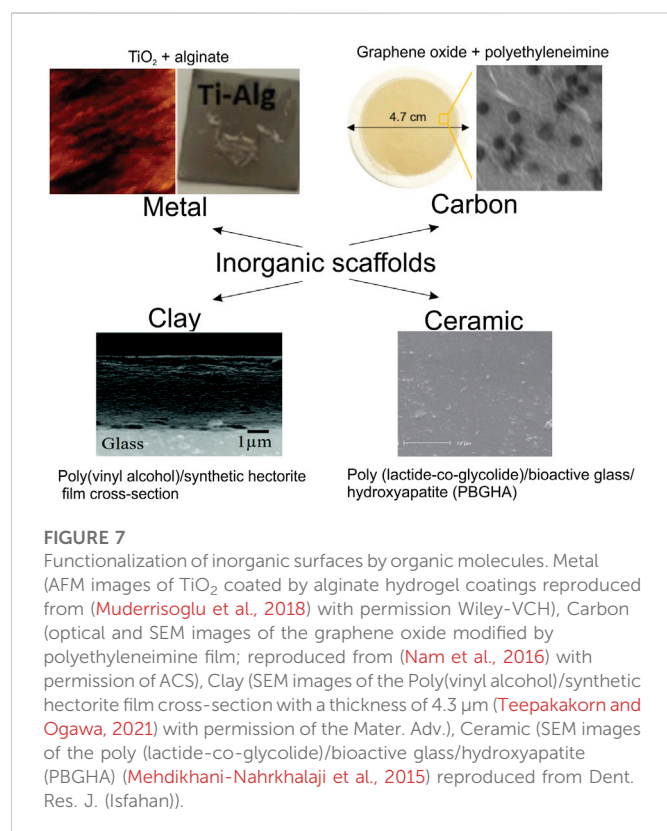 TiO₂ + alginate
Graphene oxide + polyethyleneimine
Ti-Alg
4.7 cm
Metal
Carbon
Inorganic scaffolds
Clay
Ceramic
Glass
1μm
Poly(vinyl alcohol)/synthetic hectorite
film cross-section
Poly (lactide-co-glycolide)/bioactive glass/
hydroxyapatite (PBGHA)
FIGURE 7
Functionalization of inorganic surfaces by organic molecules. Metal
(AFM images of TiO₂ coated by alginate hydrogel coatings reproduced
from (Muderrisoglu et al., 2018) with permission Wiley-VCH), Carbon
(optical and SEM images of the graphene oxide modified by
polyethyleneimine film; reproduced from (Nam et al., 2016) with
permission of ACS), Clay (SEM images of the Poly(vinyl alcohol)/synthetic
hectorite film cross-section with a thickness of 4.3 μm (Teepakakorn and
Ogawa, 2021) with permission of the Mater. Adv.), Ceramic (SEM images
of the poly (lactide-co-glycolide)/bioactive glass/hydroxyapatite
(PBGHA) (Mehdikhani-Nahrkhalaji et al., 2015) reproduced from Dent.
Res. J. (Isfahan)).